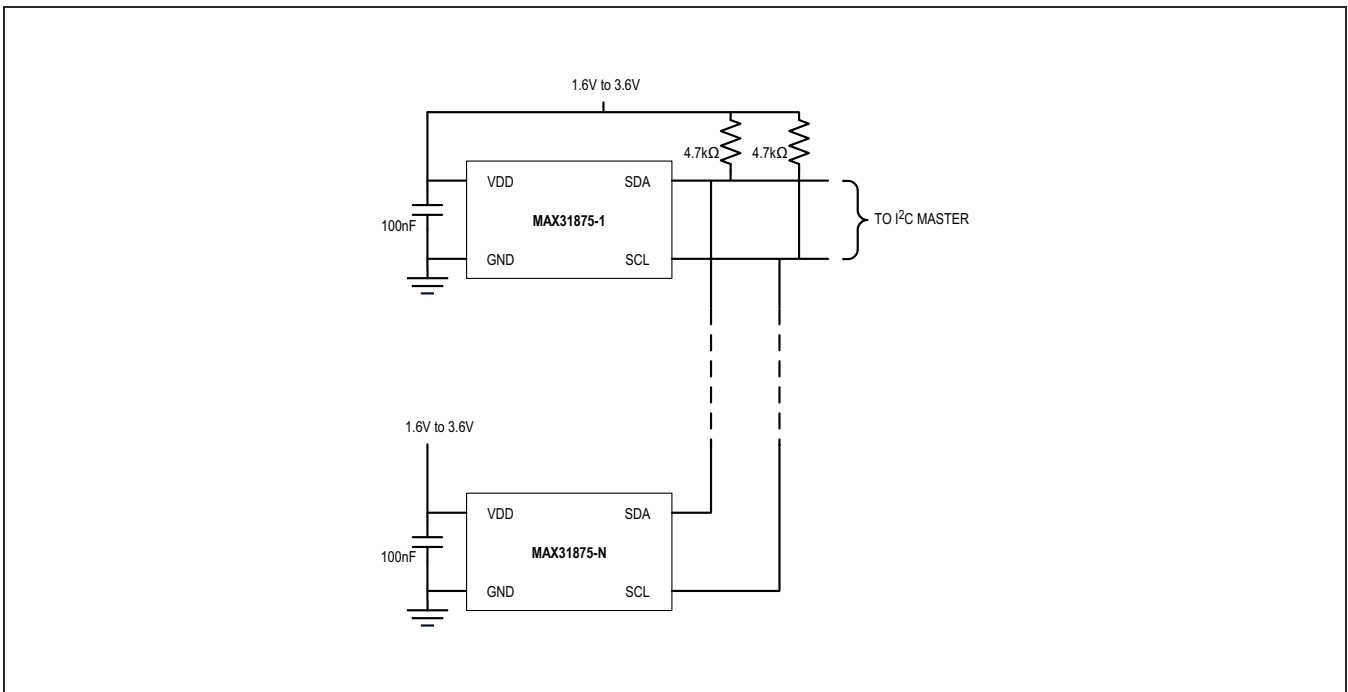 1.6V to 3.6V
4.7kΩ 4.7kΩ
VDD SDA
100nF MAX31875-1 TO I²C MASTER
GND SCL
1.6V to 3.6V
VDD SDA
100nF MAX31875-N
GND SCL